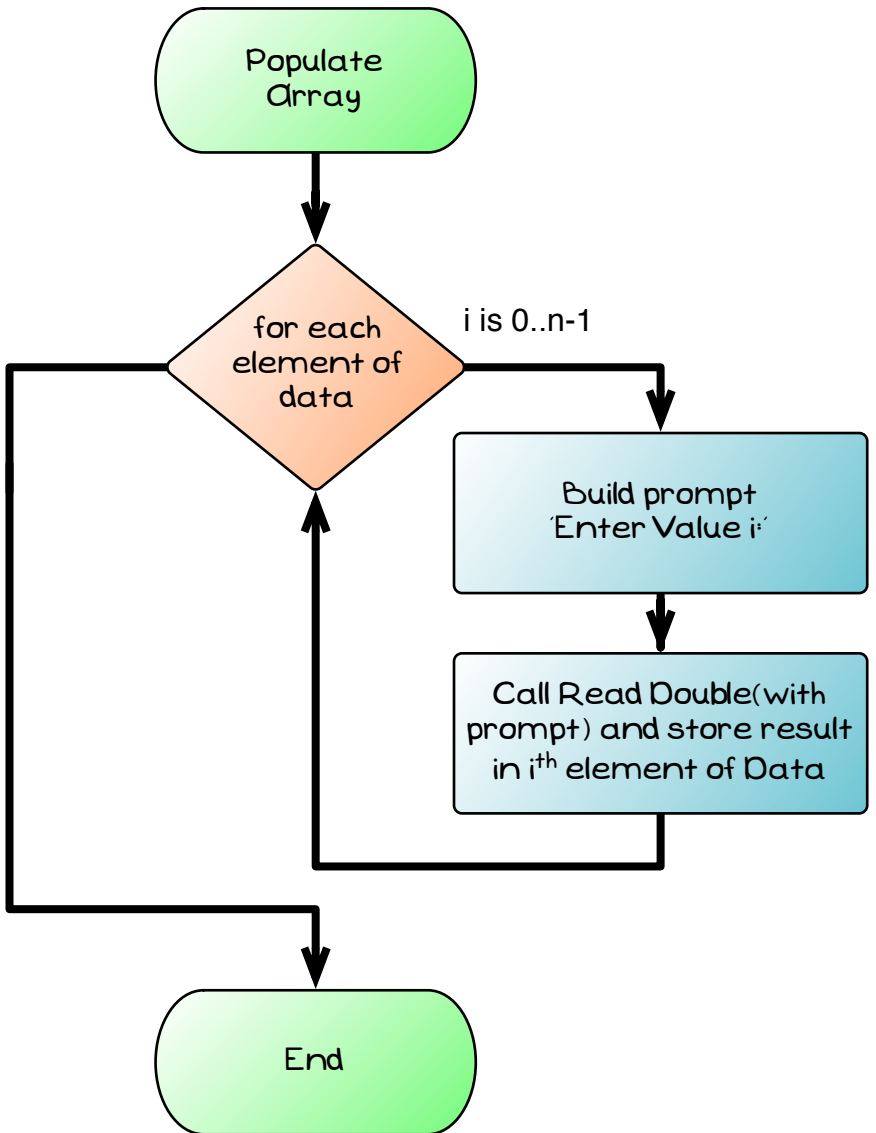 Populate
Array
for each
element of
data
i is 0..n-1
Build prompt
'Enter Value i:'
Call Read Double(with
prompt) and store result
in iᵗʰ element of Data
End